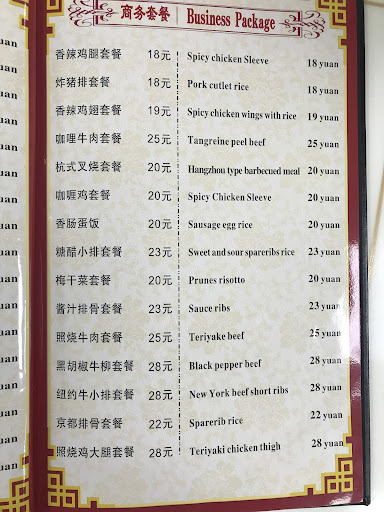 商务套餐 Business Package
yuan
香辣鸡腿套餐 18元 Spicy chicken Sleeve 18 yuan
炸猪排套餐 18元 Pork cutlet rice 18 yuan
香辣鸡翅套餐 19元 Spicy chicken wings with rice 19 yuan
咖哩牛肉套餐 25元 Tangreine peel beef 25 yuan
杭式叉烧套餐 20元 Hangzhou type barbecued meal 20 yuan
咖喱鸡套餐 20元 Spicy Chicken Sleeve 20 yuan
香肠蛋饭 20元 Sausage egg rice 20 yuan
糖醋小排套餐 23元 Sweet and sour spareribs rice 23 yuan
梅干菜套餐 20元 Prunes risotto 20 yuan
酱汁排骨套餐 23元 Sauce ribs 23 yuan
照烧牛肉套餐 25元 Teriyake beef 25 yuan
黑胡椒牛柳套餐 28元 Black pepper beef 28 yuan
纽约牛小排套餐 28元 New York beef short ribs 28 yuan
京都排骨套餐 22元 Sparerib rice 22 yuan
照烧鸡大腿套餐 28元 Teriyaki chicken thigh 28 yuan